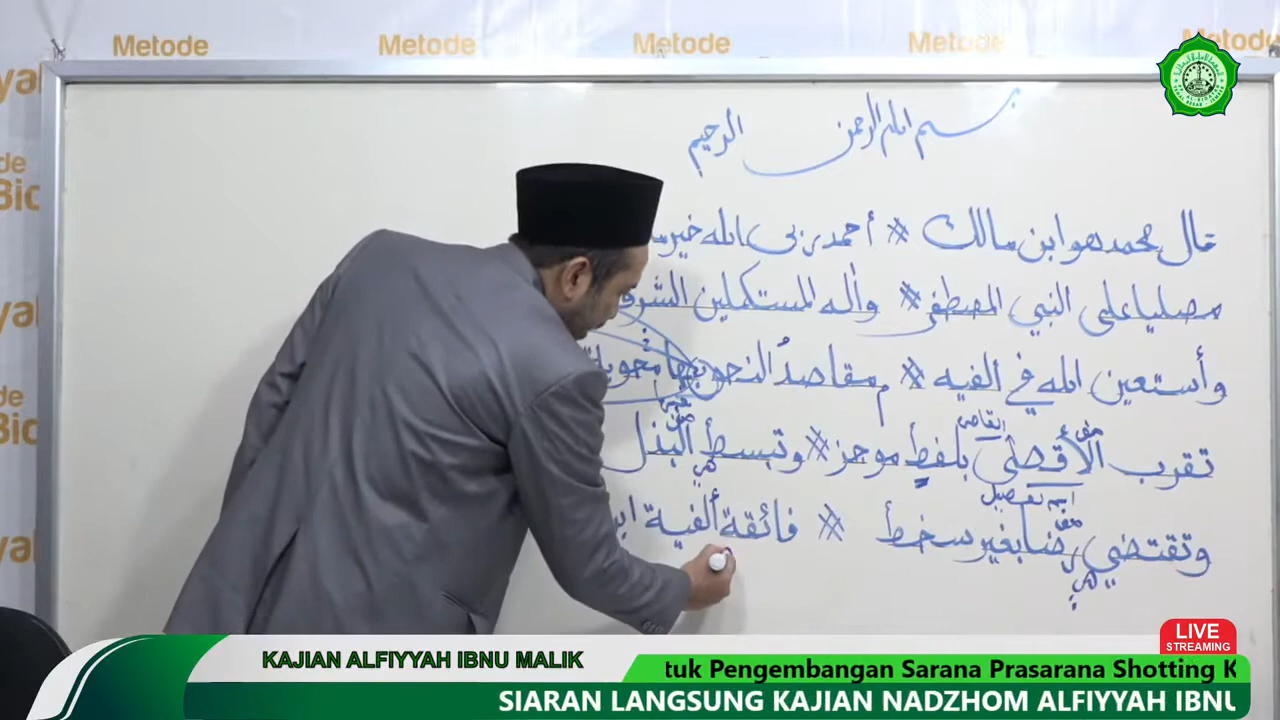 Metode Metode Metode Metode Metode
بسم الله الرحمن الرحيم
قال محمد هو ابن مالك # أحمد ربي الله خير
مصليا على النبي المصطفى # وآله المستكملين الشرفا
وأستعين الله في ألفيه # مقاصدُ النحو بها محوية
تقرب الأقصى بلفظٍ موجز # وتبسط البذل
اسم تفضيل
وتقتضي رضا بغير سخط # فائقة ألفية
LIVE
STREAMING
KAJIAN ALFIYYAH IBNU MALIK
tuk Pengembangan Sarana Prasarana Shotting K
SIARAN LANGSUNG KAJIAN NADZHOM ALFIYYAH IBNU